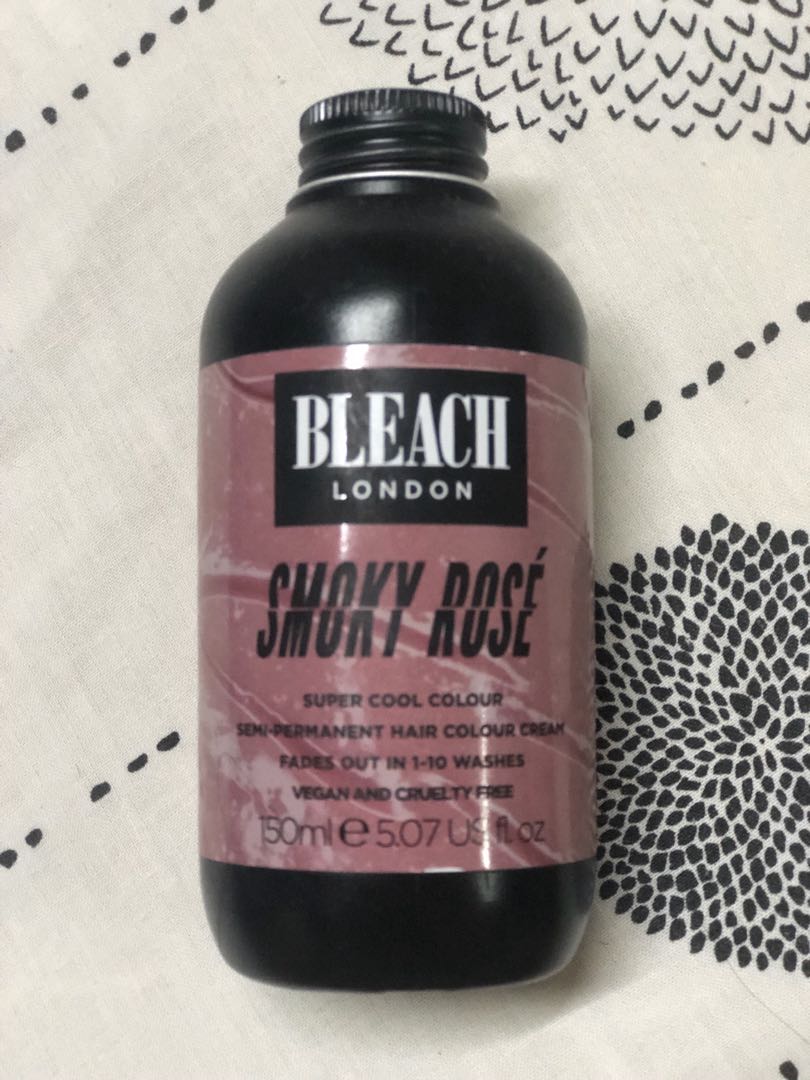 BLEACH
LONDON
SMOKY ROSÉ
SUPER COOL COLOUR
SEMI-PERMANENT HAIR COLOUR CREAM
FADES OUT IN 1-10 WASHES
VEGAN AND CRUELTY FREE
150ml e 5.07 US fl. oz